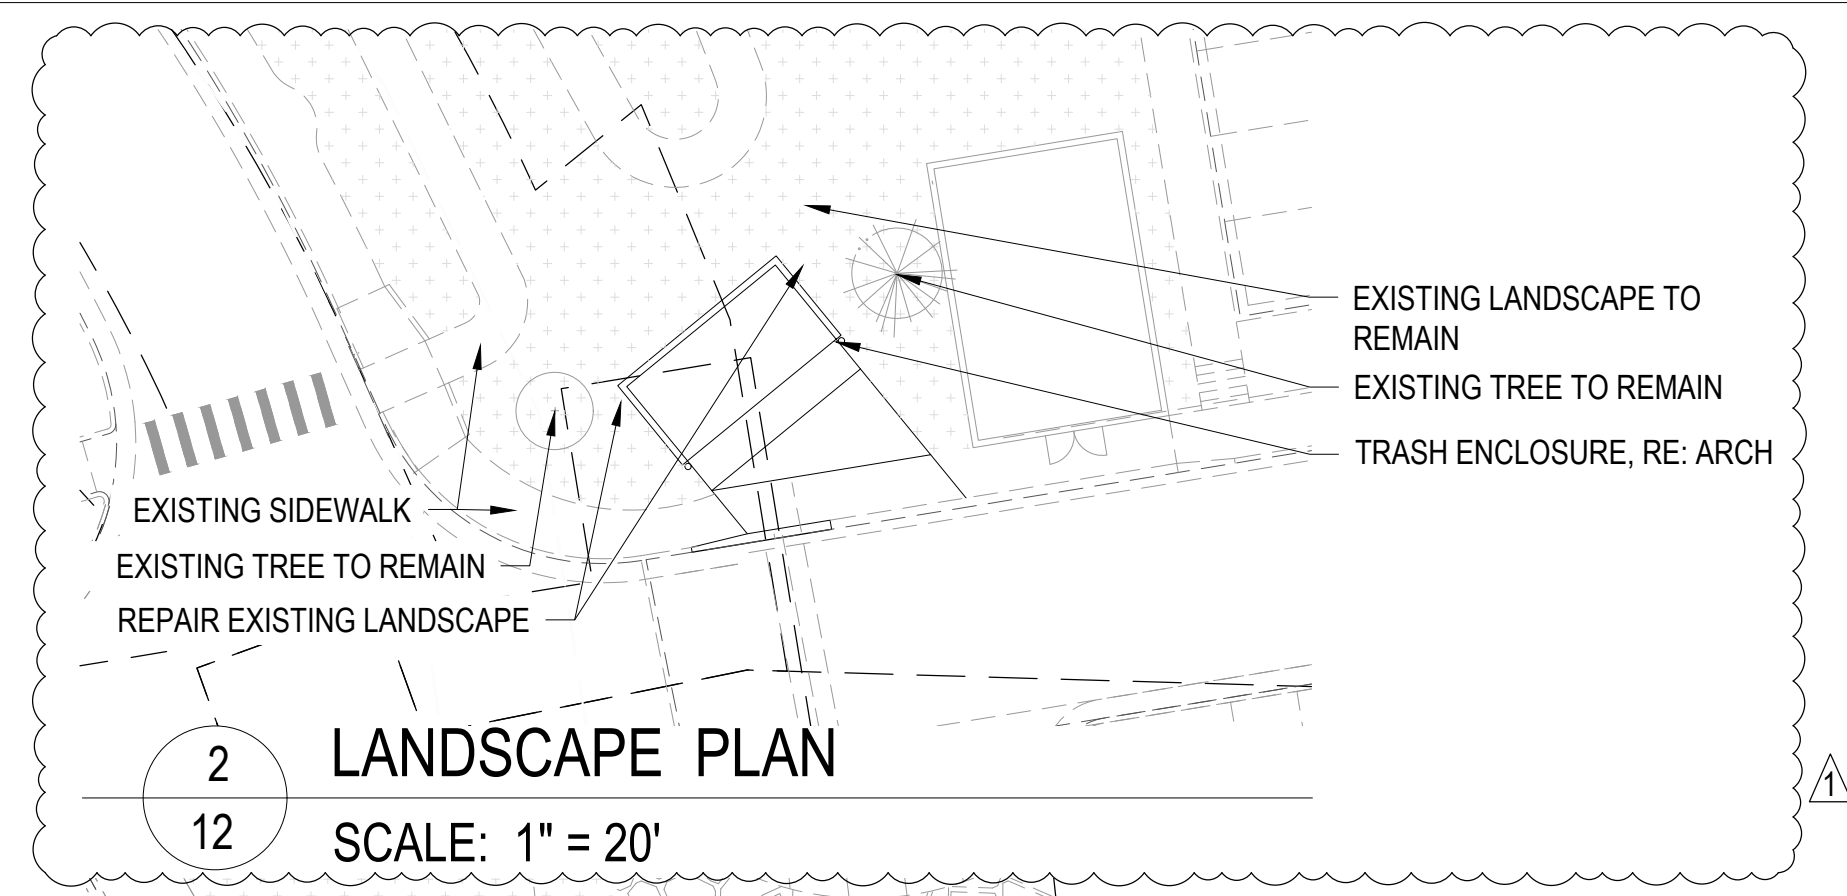 EXISTING LANDSCAPE TO
REMAIN
EXISTING TREE TO REMAIN
TRASH ENCLOSURE, RE: ARCH
EXISTING SIDEWALK
EXISTING TREE TO REMAIN
REPAIR EXISTING LANDSCAPE
2
12
LANDSCAPE PLAN
SCALE: 1" = 20'
1